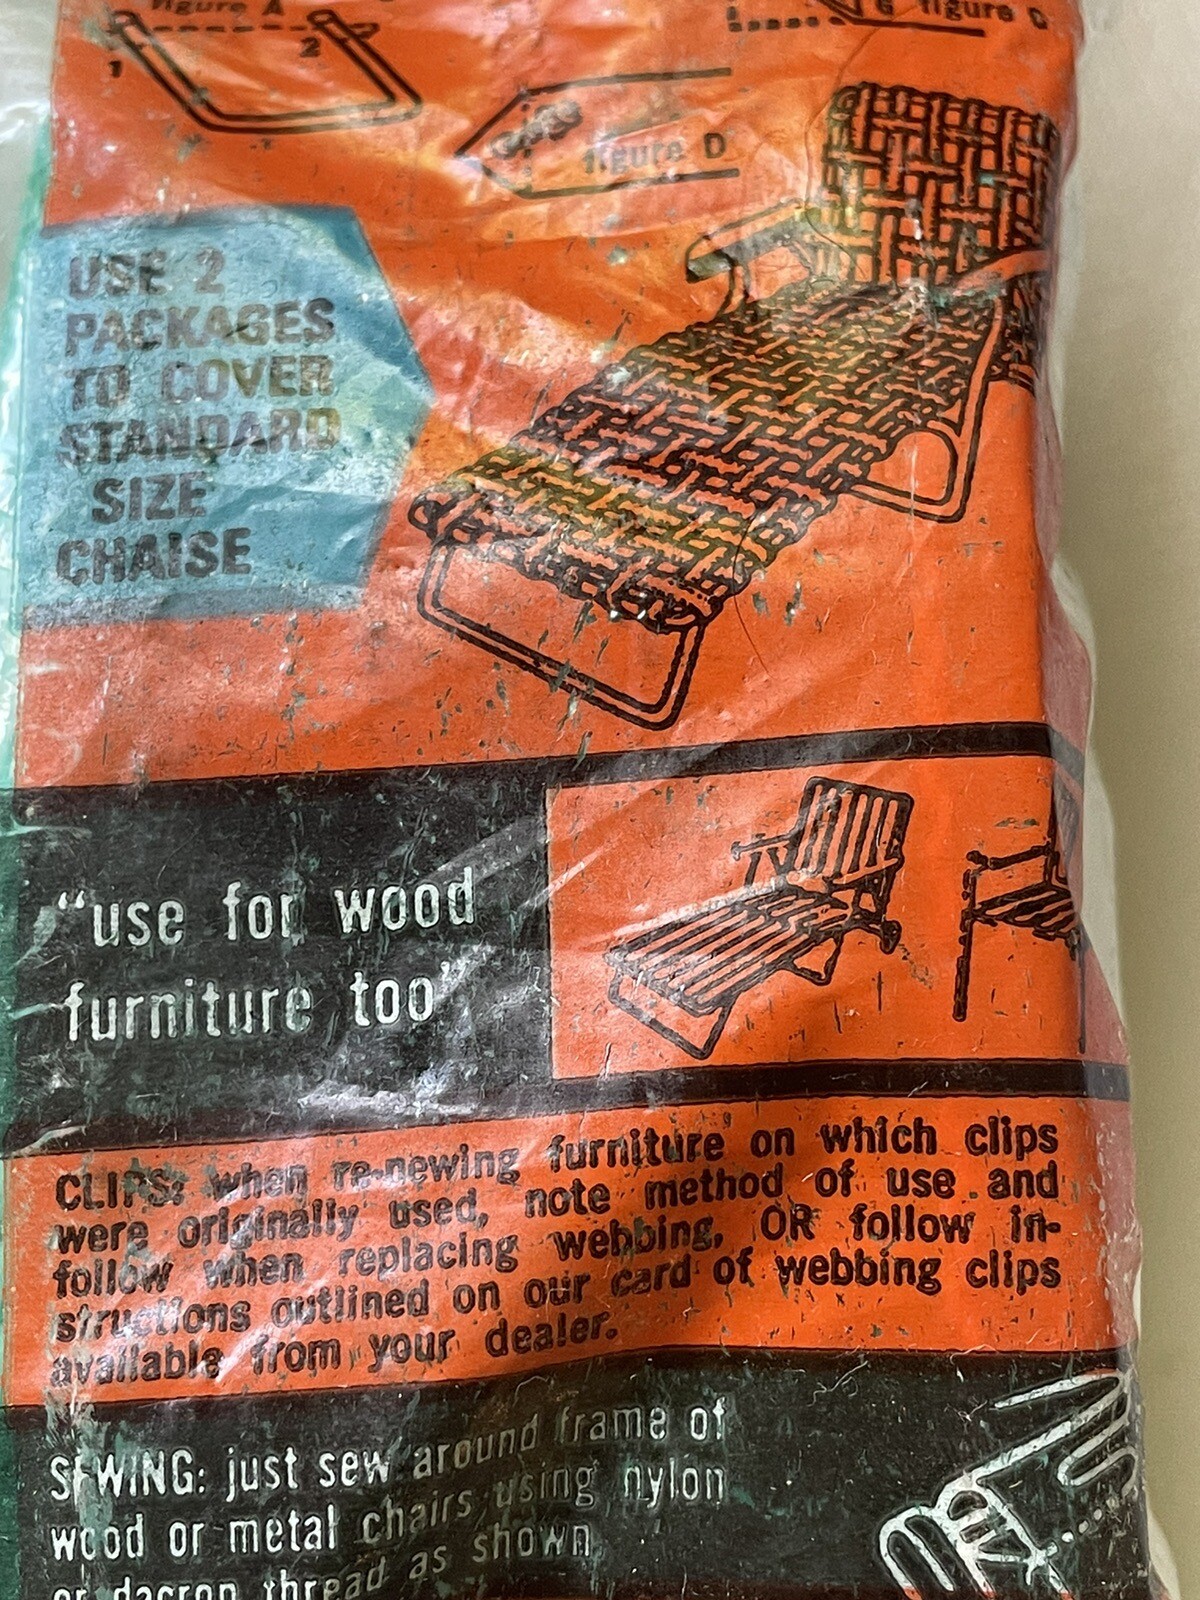 figure A
1
2
6 figure C
figure D
USE 2
PACKAGES
TO COVER
STANDARD
SIZE
CHAISE
"use for wood
furniture too"
CLIPS: when re-newing furniture on which clips
were originally used, note method of use and
follow when replacing webbing, OR follow in-
structions outlined on our card of webbing clips
available from your dealer.
SEWING: just sew around frame of
wood or metal chairs using nylon
or dacron thread as shown